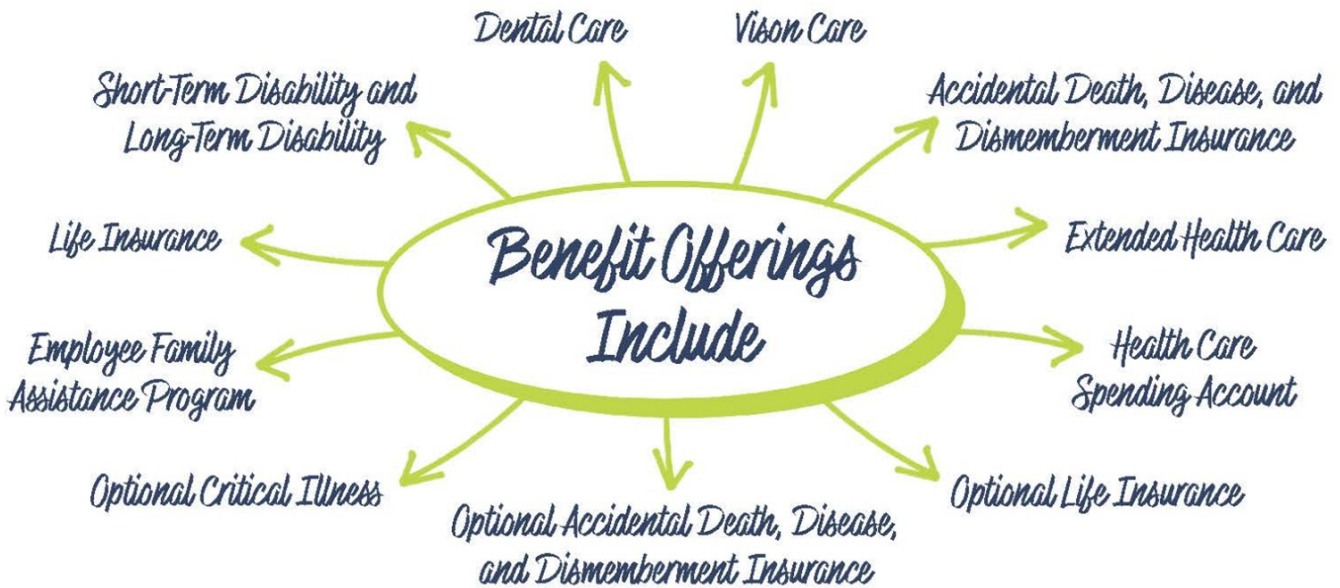 Dental Care
Vison Care
Short-Term Disability and
Long-Term Disability
Accidental Death, Disease, and
Dismemberment Insurance
Life Insurance
Benefit Offerings
Include
Extended Health Care
Employee Family
Assistance Program
Health Care
Spending Account
Optional Critical Illness
Optional Accidental Death, Disease,
and Dismemberment Insurance
Optional Life Insurance